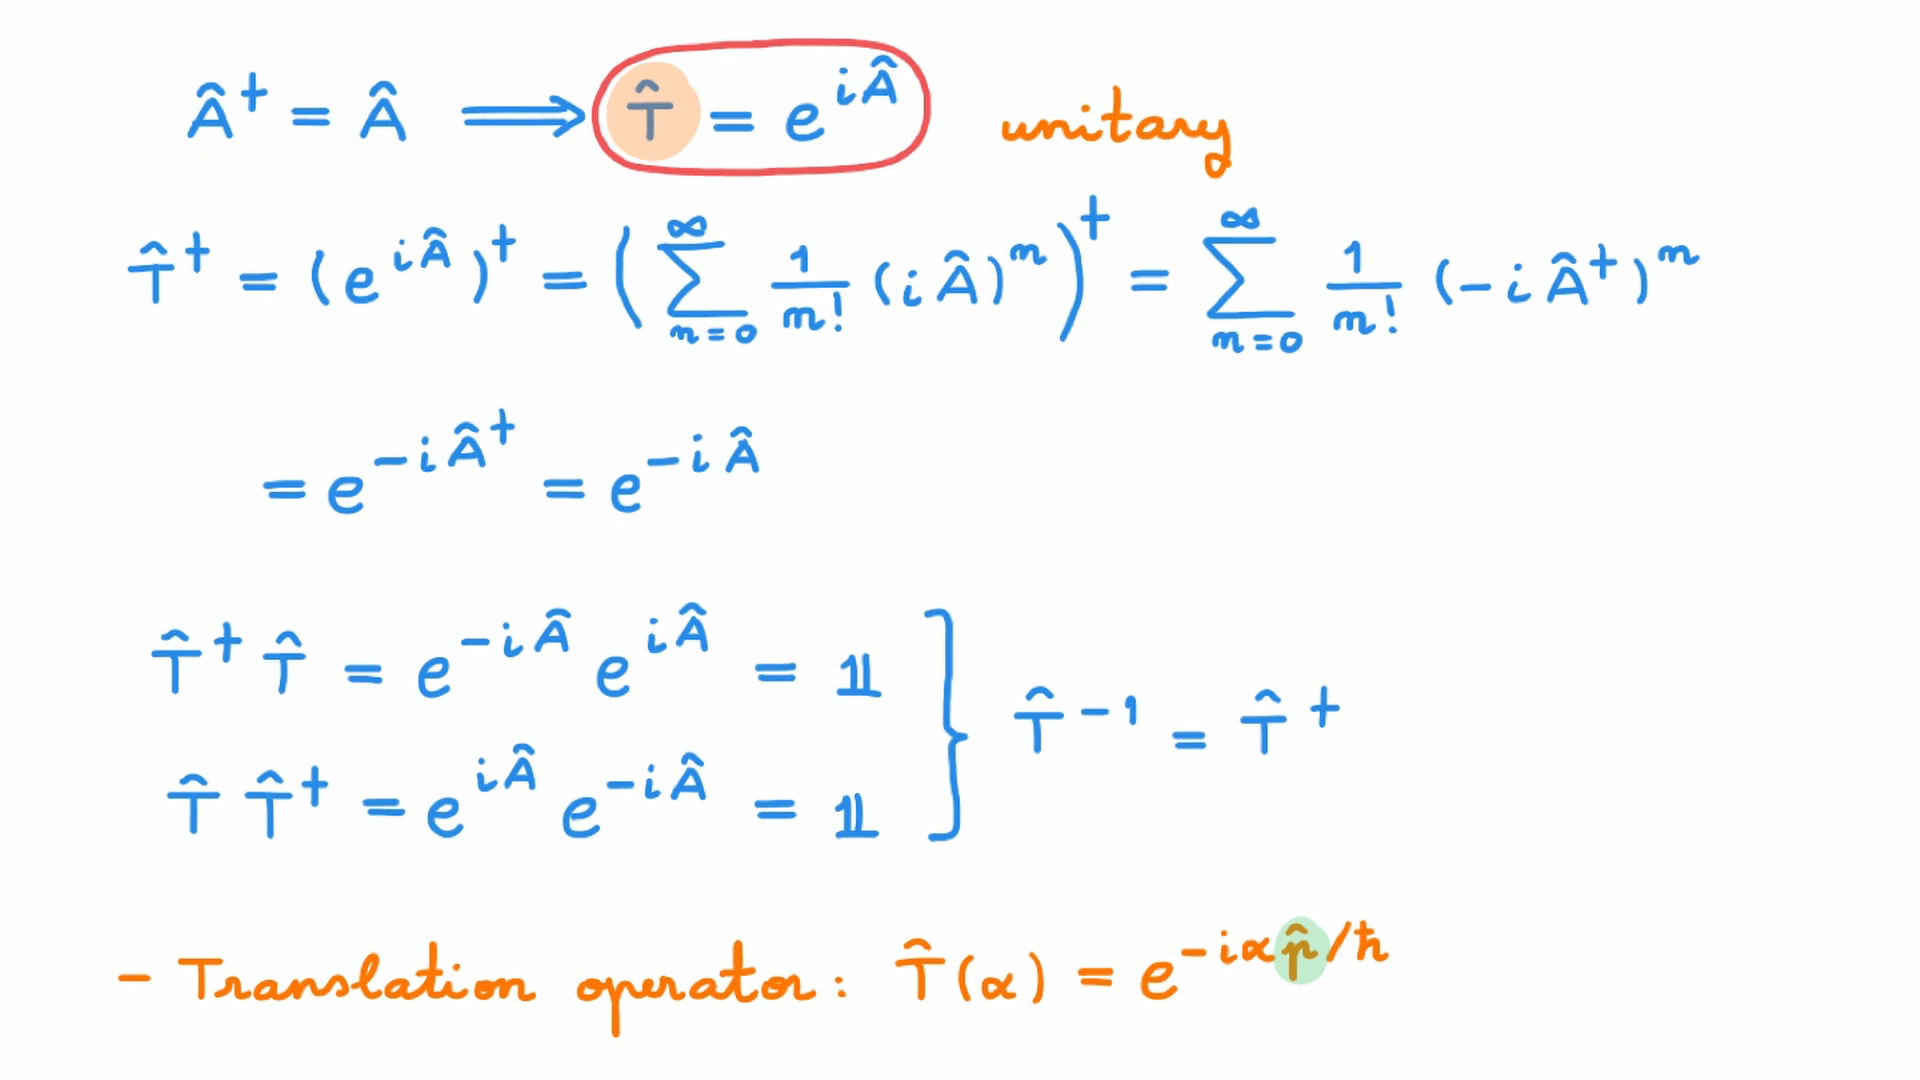 Â† = Â ⟹ T̂ = e^{iÂ} unitary
T̂† = (e^{iÂ})† = (∑_{n=0}^{∞} 1/n! (iÂ)^n)† = ∑_{n=0}^{∞} 1/n! (-iÂ†)^n
= e^{-iÂ†} = e^{-iÂ}
T̂†T̂ = e^{-iÂ} e^{iÂ} = 𝟙
T̂T̂† = e^{iÂ} e^{-iÂ} = 𝟙
} T̂^{-1} = T̂†
- Translation operator: T̂(α) = e^{-iαp̂/ℏ}